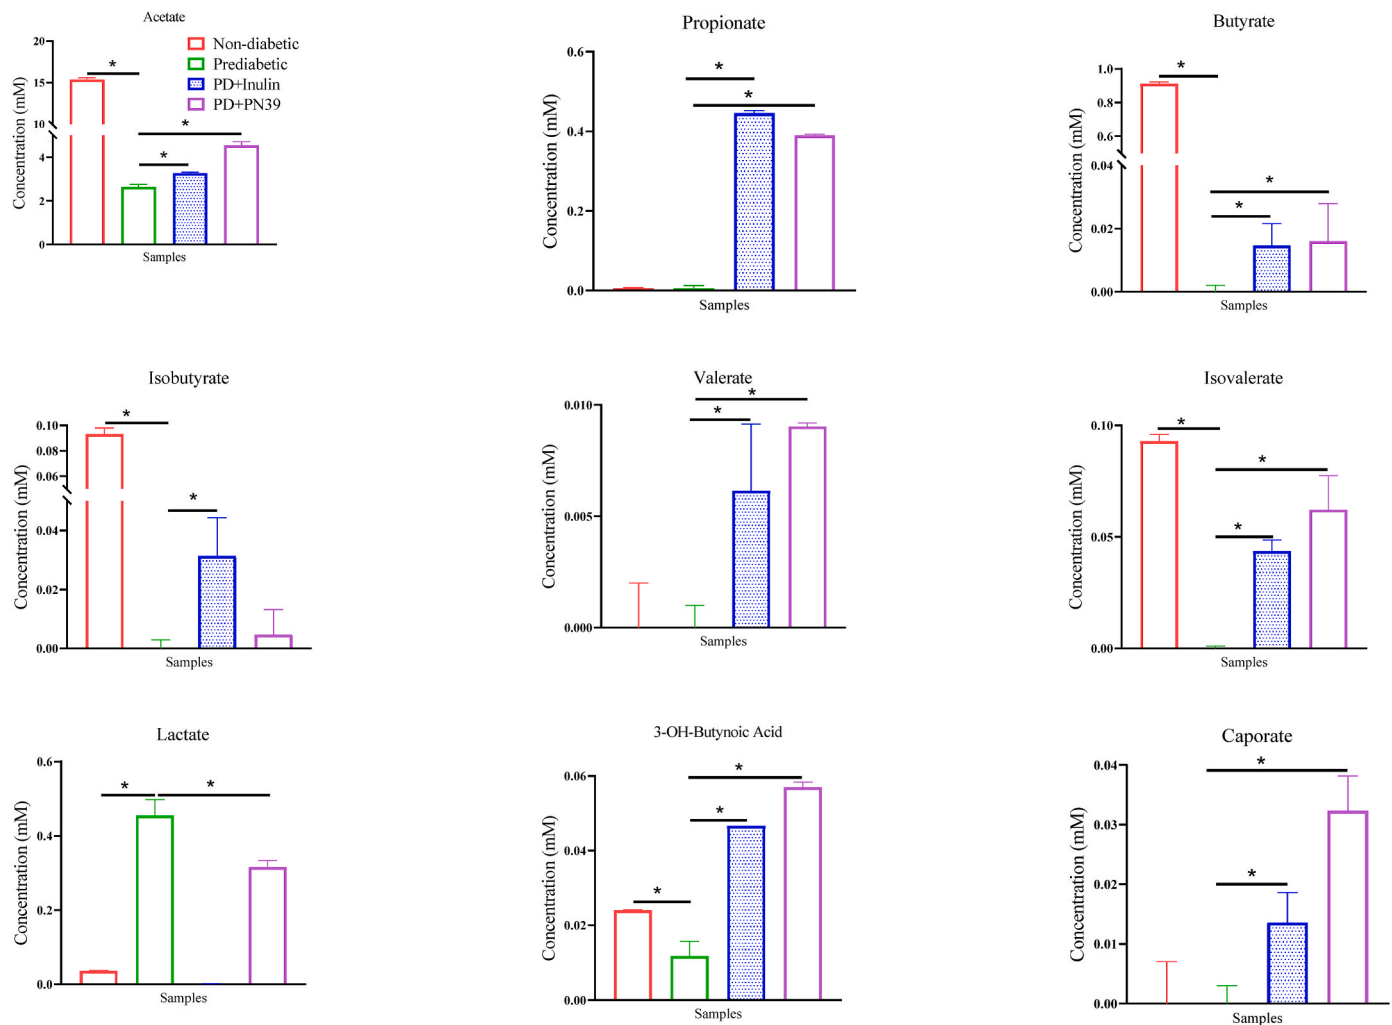 Acetate
Concentration (mM)
20
15
10
4
2
0
*
*
*
Samples
Non-diabetic
Prediabetic
PD+Inulin
PD+PN39
Propionate
Concentration (mM)
0.6
0.4
0.2
0.0
*
*
Samples
Butyrate
Concentration (mM)
1.0
0.8
0.6
0.04
0.02
0.00
*
*
*
Samples
Isobutyrate
Concentration (mM)
0.10
0.08
0.06
0.04
0.02
0.00
*
*
Samples
Valerate
Concentration (mM)
0.010
0.005
0.000
*
*
Samples
Isovalerate
Concentration (mM)
0.10
0.05
0.00
*
*
*
Samples
Lactate
Concentration (mM)
0.6
0.4
0.2
0.0
*
*
Samples
3-OH-Butynoic Acid
Concentration (mM)
0.06
0.04
0.02
0.00
*
*
*
Samples
Caporate
Concentration (mM)
0.04
0.03
0.02
0.01
0.00
*
*
Samples